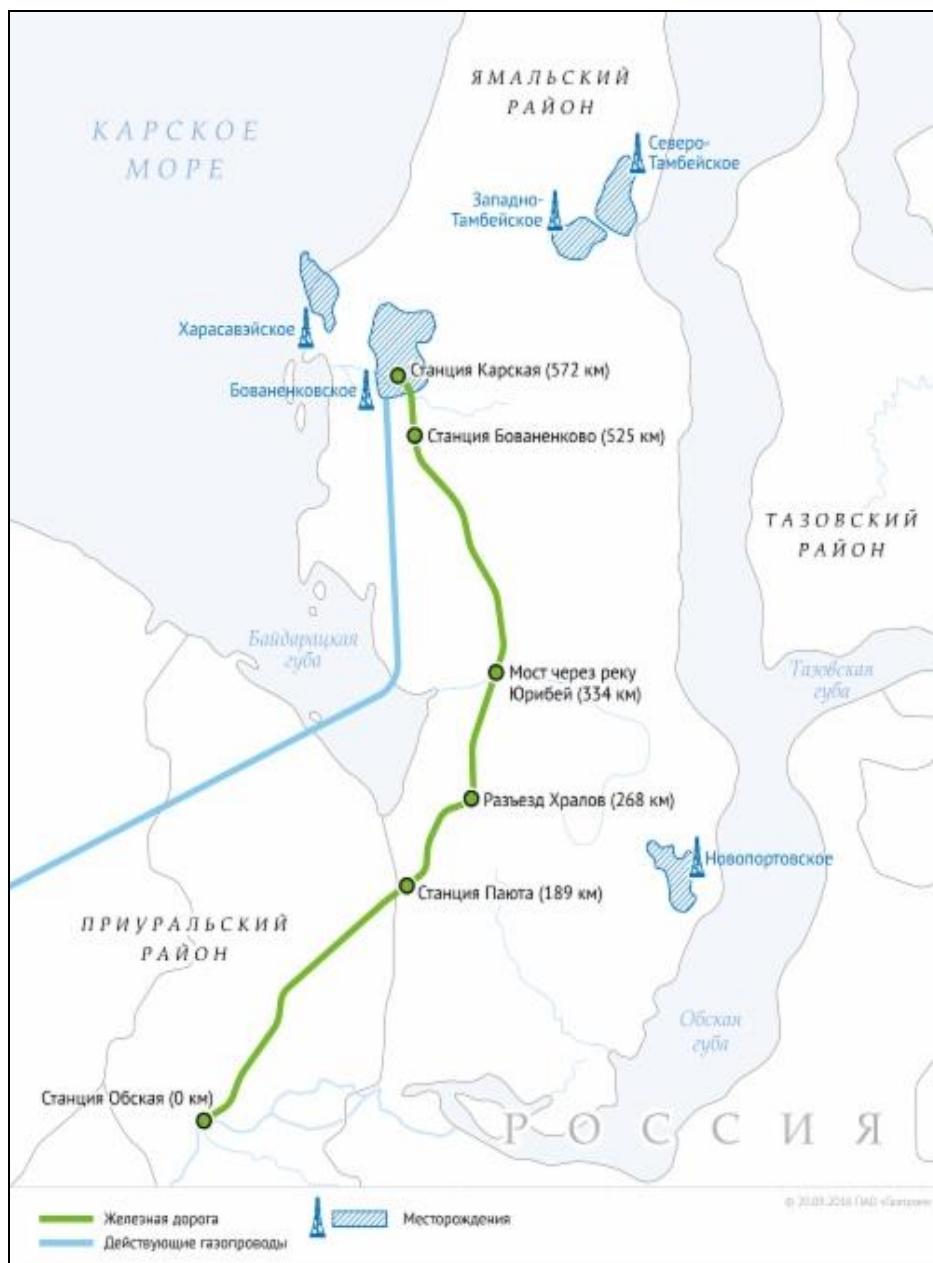 ЯМАЛЬСКИЙ
РАЙОН
КАРСКОЕ
МОРЕ
Северо-
Тамбейское
Западно-
Тамбейское
Харасавэйское
Станция Карская (572 км)
Бованенковское
Станция Бованенково (525 км)
ТАЗОВСКИЙ
РАЙОН
Байдарацкая
губа
Мост через реку
Юрибей (334 км)
Тазовская
губа
Разъезд Хралов (268 км)
Новопортовское
Станция Паюта (189 км)
ПРИУРАЛЬСКИЙ
РАЙОН
Обская
губа
Станция Обская (0 км)
РОССИЯ
© ПАО «Газпром»
Железная дорога
Месторождения
Действующие газопроводы